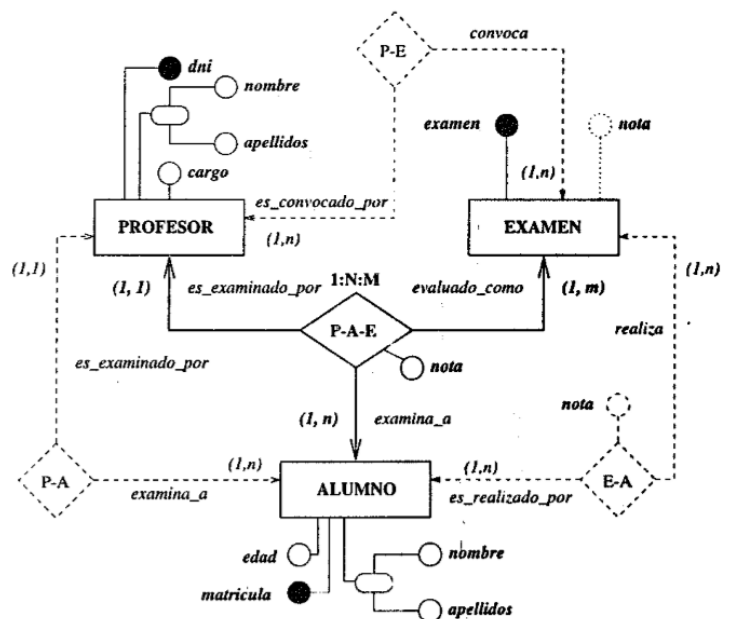 convoca
P-E
dni
nombre
apellidos
cargo
examen
nota
es_convocado_por
(1,n)
(1,n)
PROFESOR
EXAMEN
(1,1)
(1, 1)
es_examinado_por
1:N:M
evaluado_como
(1, m)
(1,n)
P-A-E
nota
realiza
es_examinado_por
(1, n)
examina_a
nota
P-A
(1,n)
examina_a
ALUMNO
(1,n)
es_realizado_por
E-A
edad
matricula
nombre
apellidos